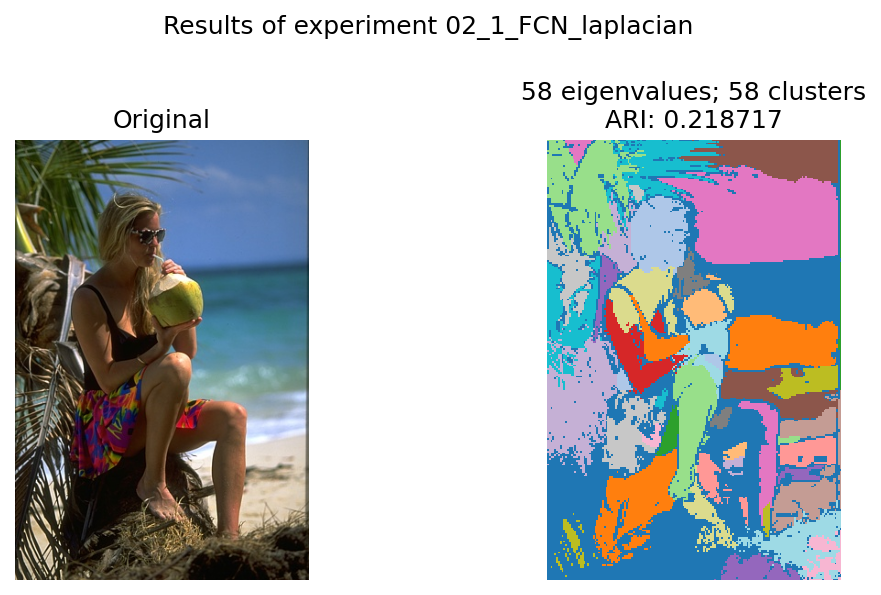 Results of experiment 02_1_FCN_laplacian
Original
58 eigenvalues; 58 clusters
ARI: 0.218717